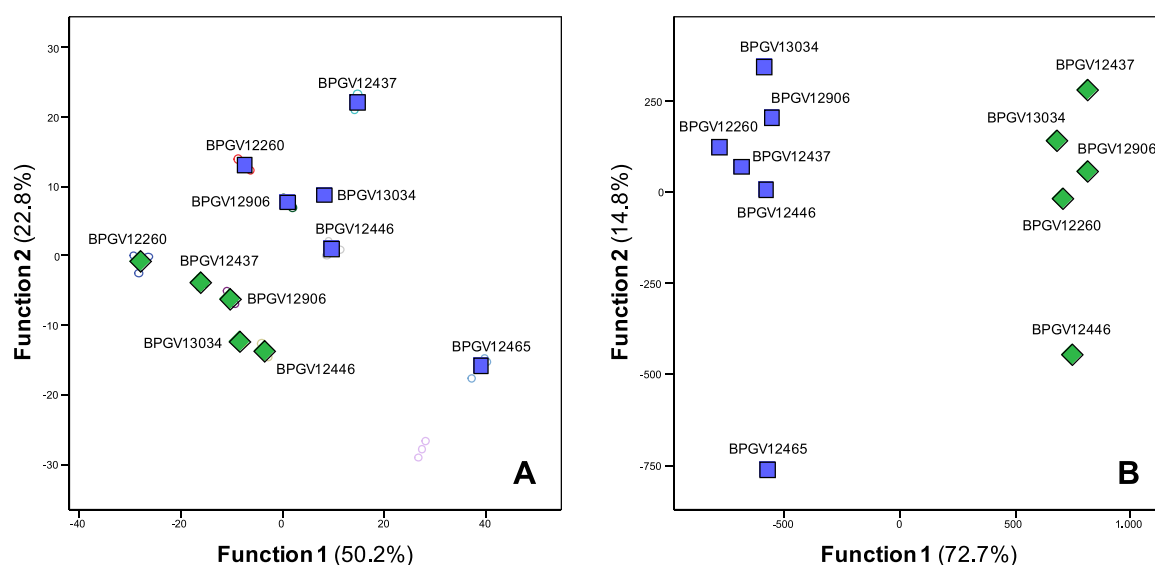 30
20
10
0
-10
-20
-30
-40
-20
0
20
40
Function 2 (22.8%)
Function 1 (50.2%)
BPGV12437
BPGV12260
BPGV12906
BPGV13034
BPGV12446
BPGV12260
BPGV12437
BPGV12906
BPGV13034
BPGV12446
BPGV12465
A
250
0
-250
-500
-750
-500
0
500
1.000
Function 2 (14.8%)
Function 1 (72.7%)
BPGV13034
BPGV12906
BPGV12260
BPGV12437
BPGV12446
BPGV12465
BPGV12437
BPGV13034
BPGV12906
BPGV12260
BPGV12446
B